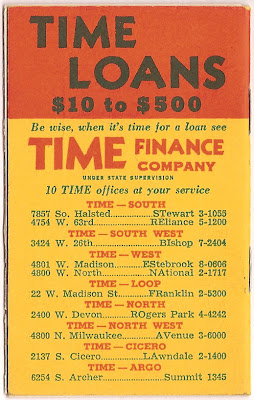 TIME
LOANS
$10 to $500
Be wise, when it's time for a loan see
TIME FINANCE COMPANY
UNDER STATE SUPERVISION
10 TIME offices at your service
TIME—SOUTH
7857 So. Halsted................STewart 3-1055
4754 W. 63rd....................REliance 5-1200
TIME—SOUTH WEST
3424 W. 26th....................BIshop 7-2404
TIME—WEST
4801 W. Madison..........EStebrook 8-0606
4800 W. North..............NAtional 2-1717
TIME—LOOP
22 W. Madison St.........FRanklin 2-5300
TIME—NORTH
2400 W. Devon.........ROgers Park 4-4242
TIME—NORTH WEST
4800 N. Milwaukee.........AVenue 3-6000
TIME—CICERO
2137 S. Cicero..............LAwndale 2-1400
TIME—ARGO
6254 S. Archer...............Summit 1345